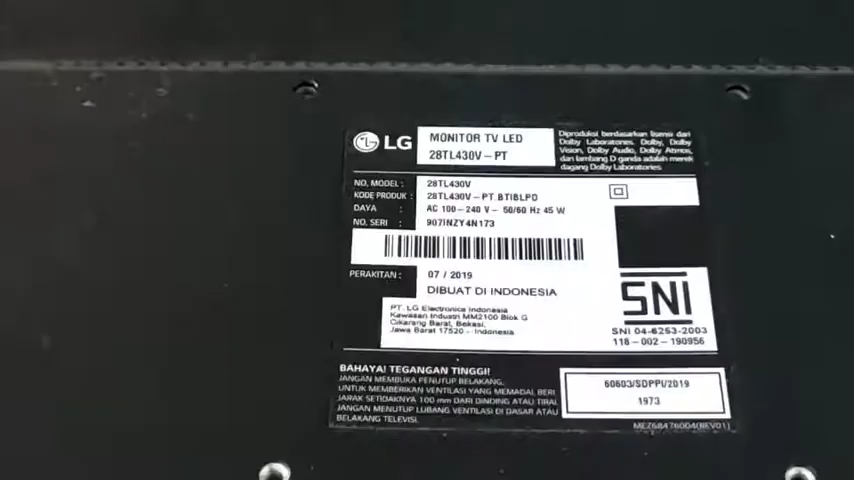 LG
MONITOR TV LED
28TL430V-PT
Diproduksi berdasarkan lisensi dari
Dolby Laboratories. Dolby, Dolby
Vision, Dolby Audio, Dolby Atmos,
dan lambang D ganda adalah merek
dagang Dolby Laboratories.
NO. MODEL : 28TL430V
KODE PRODUK : 28TL430V-PT.BTIBLPD
DAYA : AC 100-240 V~ 50/60 Hz 45 W
NO. SERI : 907INZY4N173
PERAKITAN : 07 / 2019
DIBUAT DI INDONESIA
PT. LG Electronics Indonesia
Kawasan Industri MM2100 Blok G
Cikarang Barat, Bekasi,
Jawa Barat 17520 - Indonesia
SNI
SNI 04-6253-2003
118-002-190956
BAHAYA! TEGANGAN TINGGI!
JANGAN MEMBUKA PENUTUP BELAKANG.
UNTUK MEMBERIKAN VENTILASI YANG MEMADAI, BERI
JARAK SETIDAKNYA 100 mm DARI DINDING ATAU TIRAI.
JANGAN MENUTUP LUBANG VENTILASI DI DASAR ATAU
BELAKANG TELEVISI.
60603/SDPPI/2019
1973
MEZ68476004(REV01)